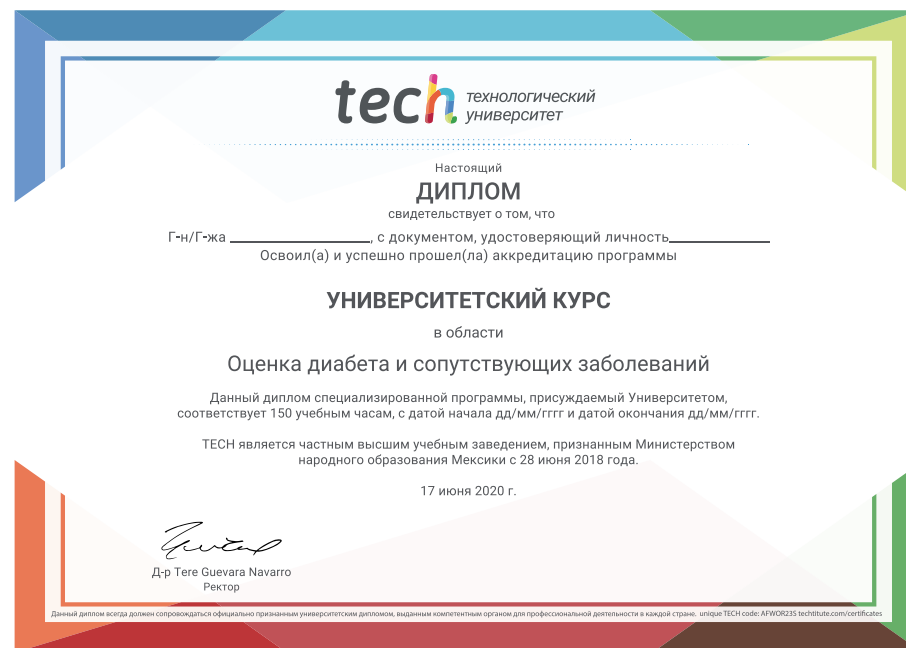 tech технологический
университет
Настоящий
ДИПЛОМ
свидетельствует о том, что
Г-н/Г-жа ____________________, с документом, удостоверяющий личность______________
Освоил(а) и успешно прошел(ла) аккредитацию программы
УНИВЕРСИТЕТСКИЙ КУРС
в области
Оценка диабета и сопутствующих заболеваний
Данный диплом специализированной программы, присуждаемый Университетом,
соответствует 150 учебным часам, с датой начала дд/мм/гггг и датой окончания дд/мм/гггг.
TECH является частным высшим учебным заведением, признанным Министерством
народного образования Мексики с 28 июня 2018 года.
17 июня 2020 г.
Д-р Tere Guevara Navarro
Ректор
Данный диплом всегда должен сопровождаться официально признанным университетским дипломом, выданным компетентным органом для профессиональной деятельности в каждой стране. unique TECH code: AFWOR23S techtitute.com/certificates